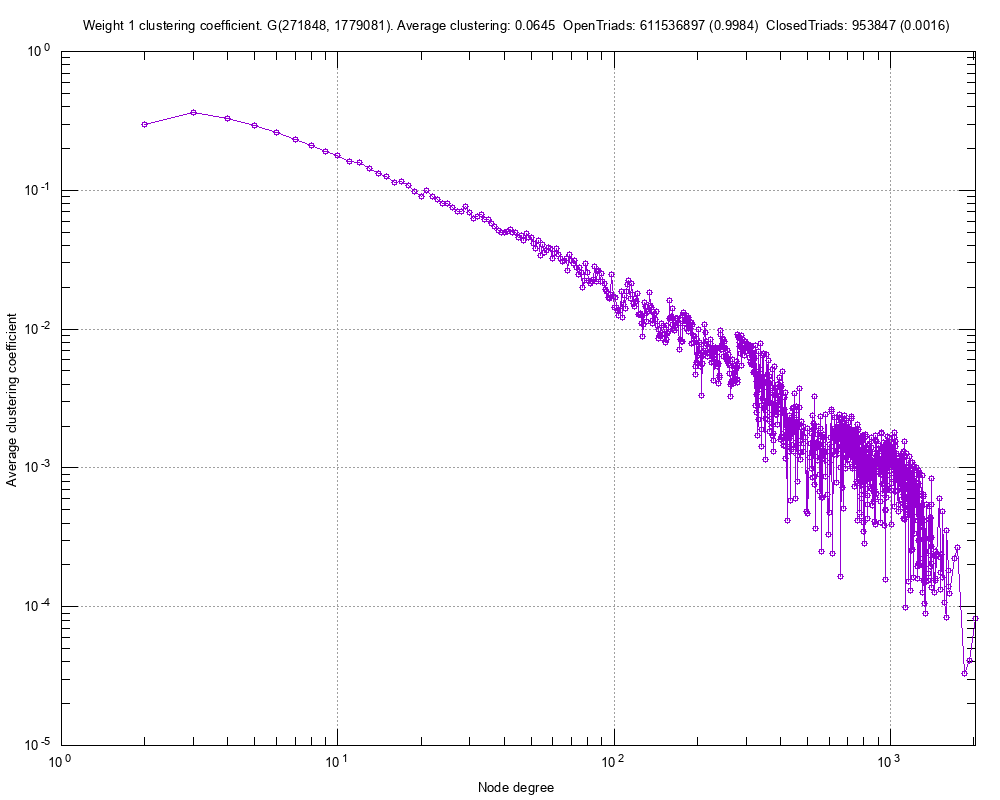 Weight 1 clustering coefficient. G(271848, 1779081). Average clustering: 0.0645  OpenTriads: 611536897 (0.9984)  ClosedTriads: 953847 (0.0016)
10^0
10^-1
10^-2
10^-3
10^-4
10^-5
Average clustering coefficient
10^0 10^1 10^2 10^3
Node degree